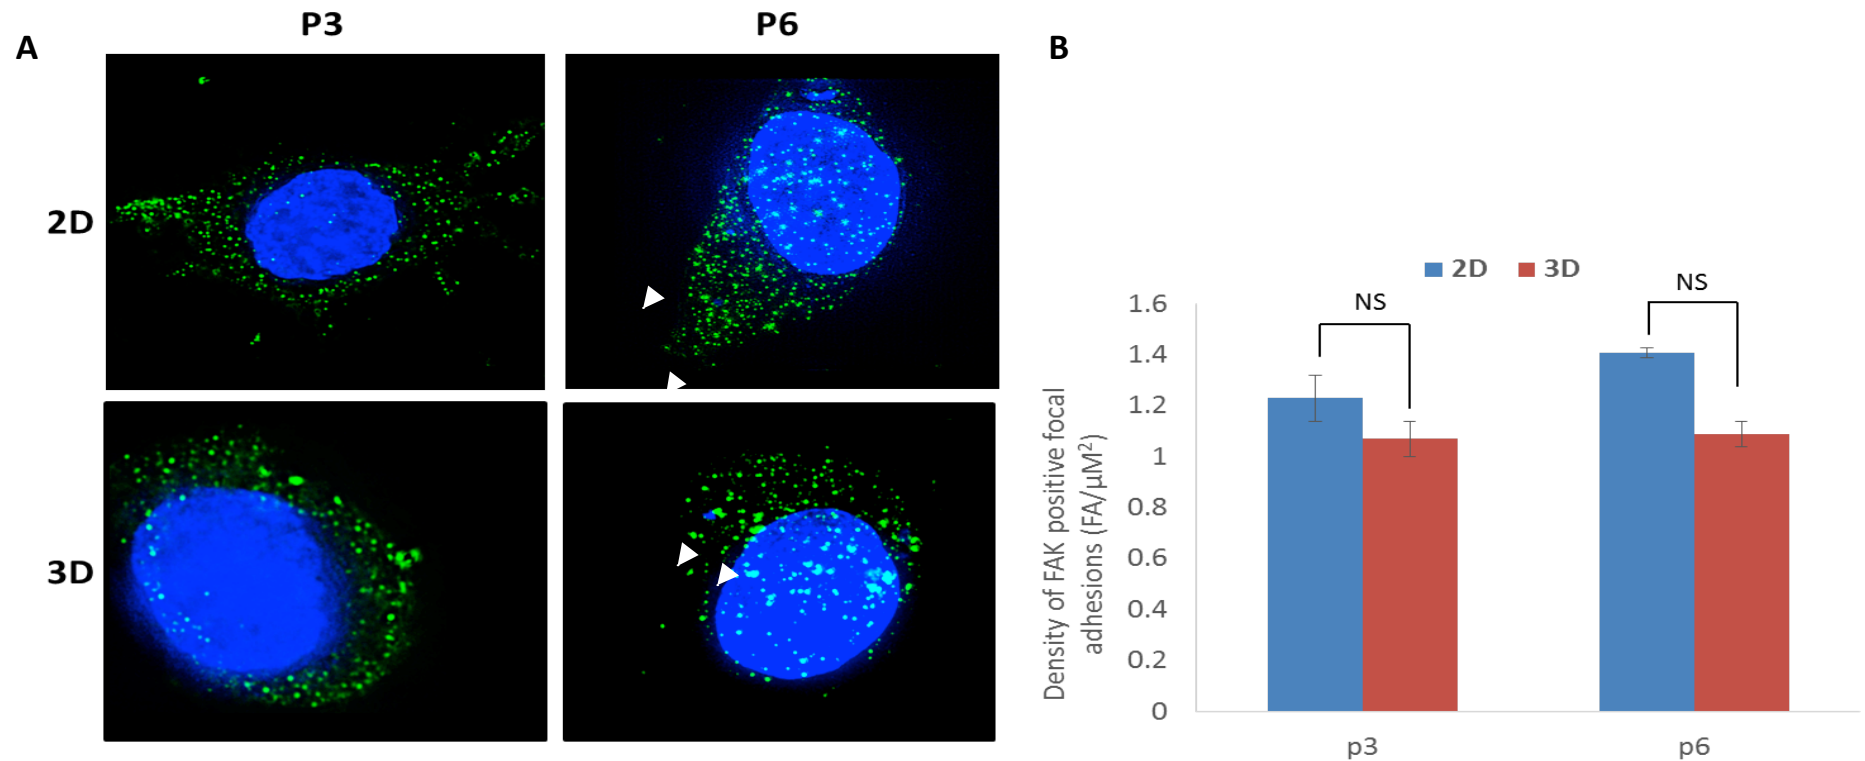 A
P3
P6
2D
3D
B
2D 3D
NS
NS
Density of FAK positive focal
adhesions (FA/µM²)
1.6
1.4
1.2
1
0.8
0.6
0.4
0.2
0
p3
p6